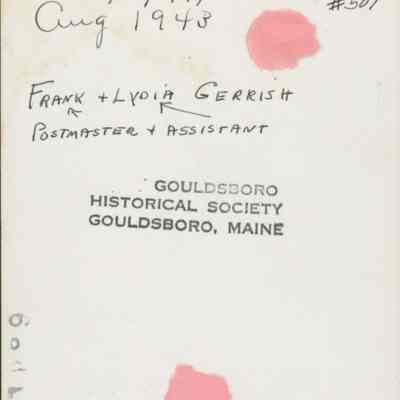 Aug 1943
#507
FRANK + LYDIA GERRISH
POSTMASTER + ASSISTANT
GOULDSBORO
HISTORICAL SOCIETY
GOULDSBORO, MAINE